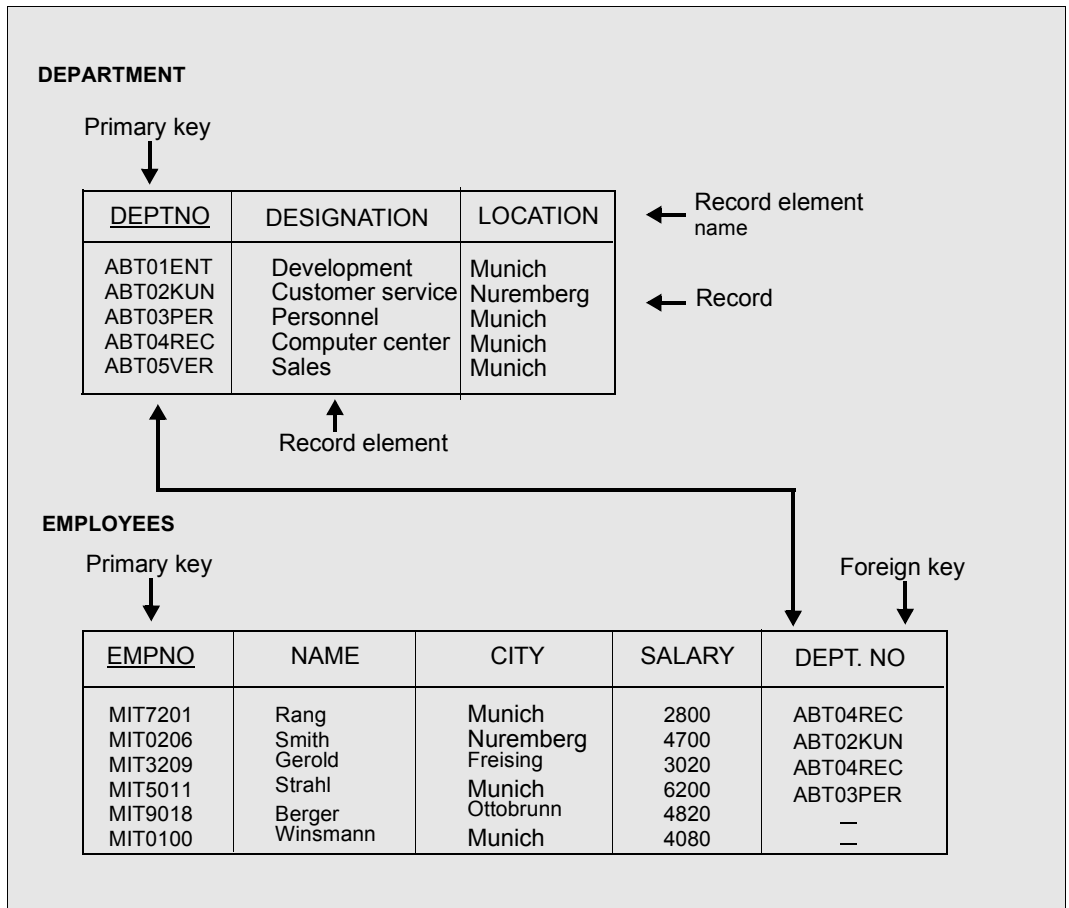 DEPARTMENT
Primary key
DEPTNO DESIGNATION LOCATION
Record element
name
ABT01ENT Development Munich
ABT02KUN Customer service Nuremberg
Record
ABT03PER Personnel Munich
ABT04REC Computer center Munich
ABT05VER Sales Munich
Record element
EMPLOYEES
Primary key
Foreign key
EMPNO NAME CITY SALARY DEPT. NO
MIT7201 Rang Munich 2800 ABT04REC
MIT0206 Smith Nuremberg 4700 ABT02KUN
MIT3209 Gerold Freising 3020 ABT04REC
MIT5011 Strahl Munich 6200 ABT03PER
MIT9018 Berger Ottobrunn 4820 —
MIT0100 Winsmann Munich 4080 —